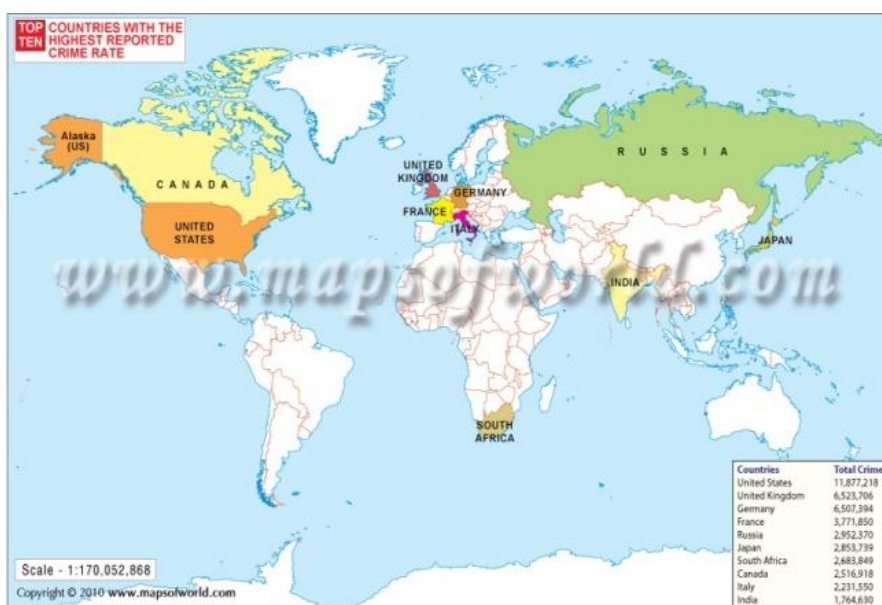 TOP TEN
COUNTRIES WITH THE
HIGHEST REPORTED
CRIME RATE
Alaska
(US)
CANADA
UNITED
STATES
UNITED
KINGDOM
GERMANY
FRANCE
ITALY
RUSSIA
JAPAN
INDIA
SOUTH
AFRICA
www.mapsofworld.com
Countries Total Crime
United States 11,877,218
United Kingdom 6,523,706
Germany 6,507,394
France 3,771,850
Russia 2,952,370
Japan 2,853,739
South Africa 2,683,849
Canada 2,516,918
Italy 2,231,550
India 1,764,630
Scale - 1:170,052,868
Copyright © 2010 www.mapsofworld.com